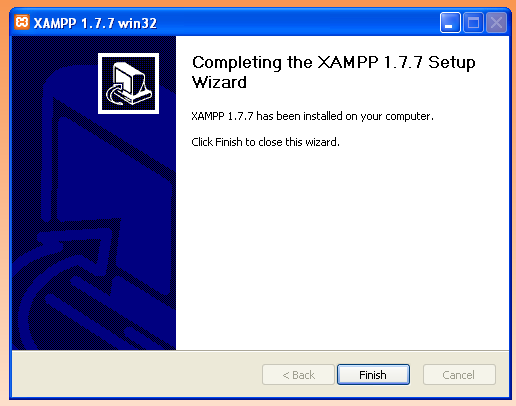 XAMPP 1.7.7 win32
Completing the XAMPP 1.7.7 Setup
Wizard
XAMPP 1.7.7 has been installed on your computer.
Click Finish to close this wizard.
< Back
Finish
Cancel